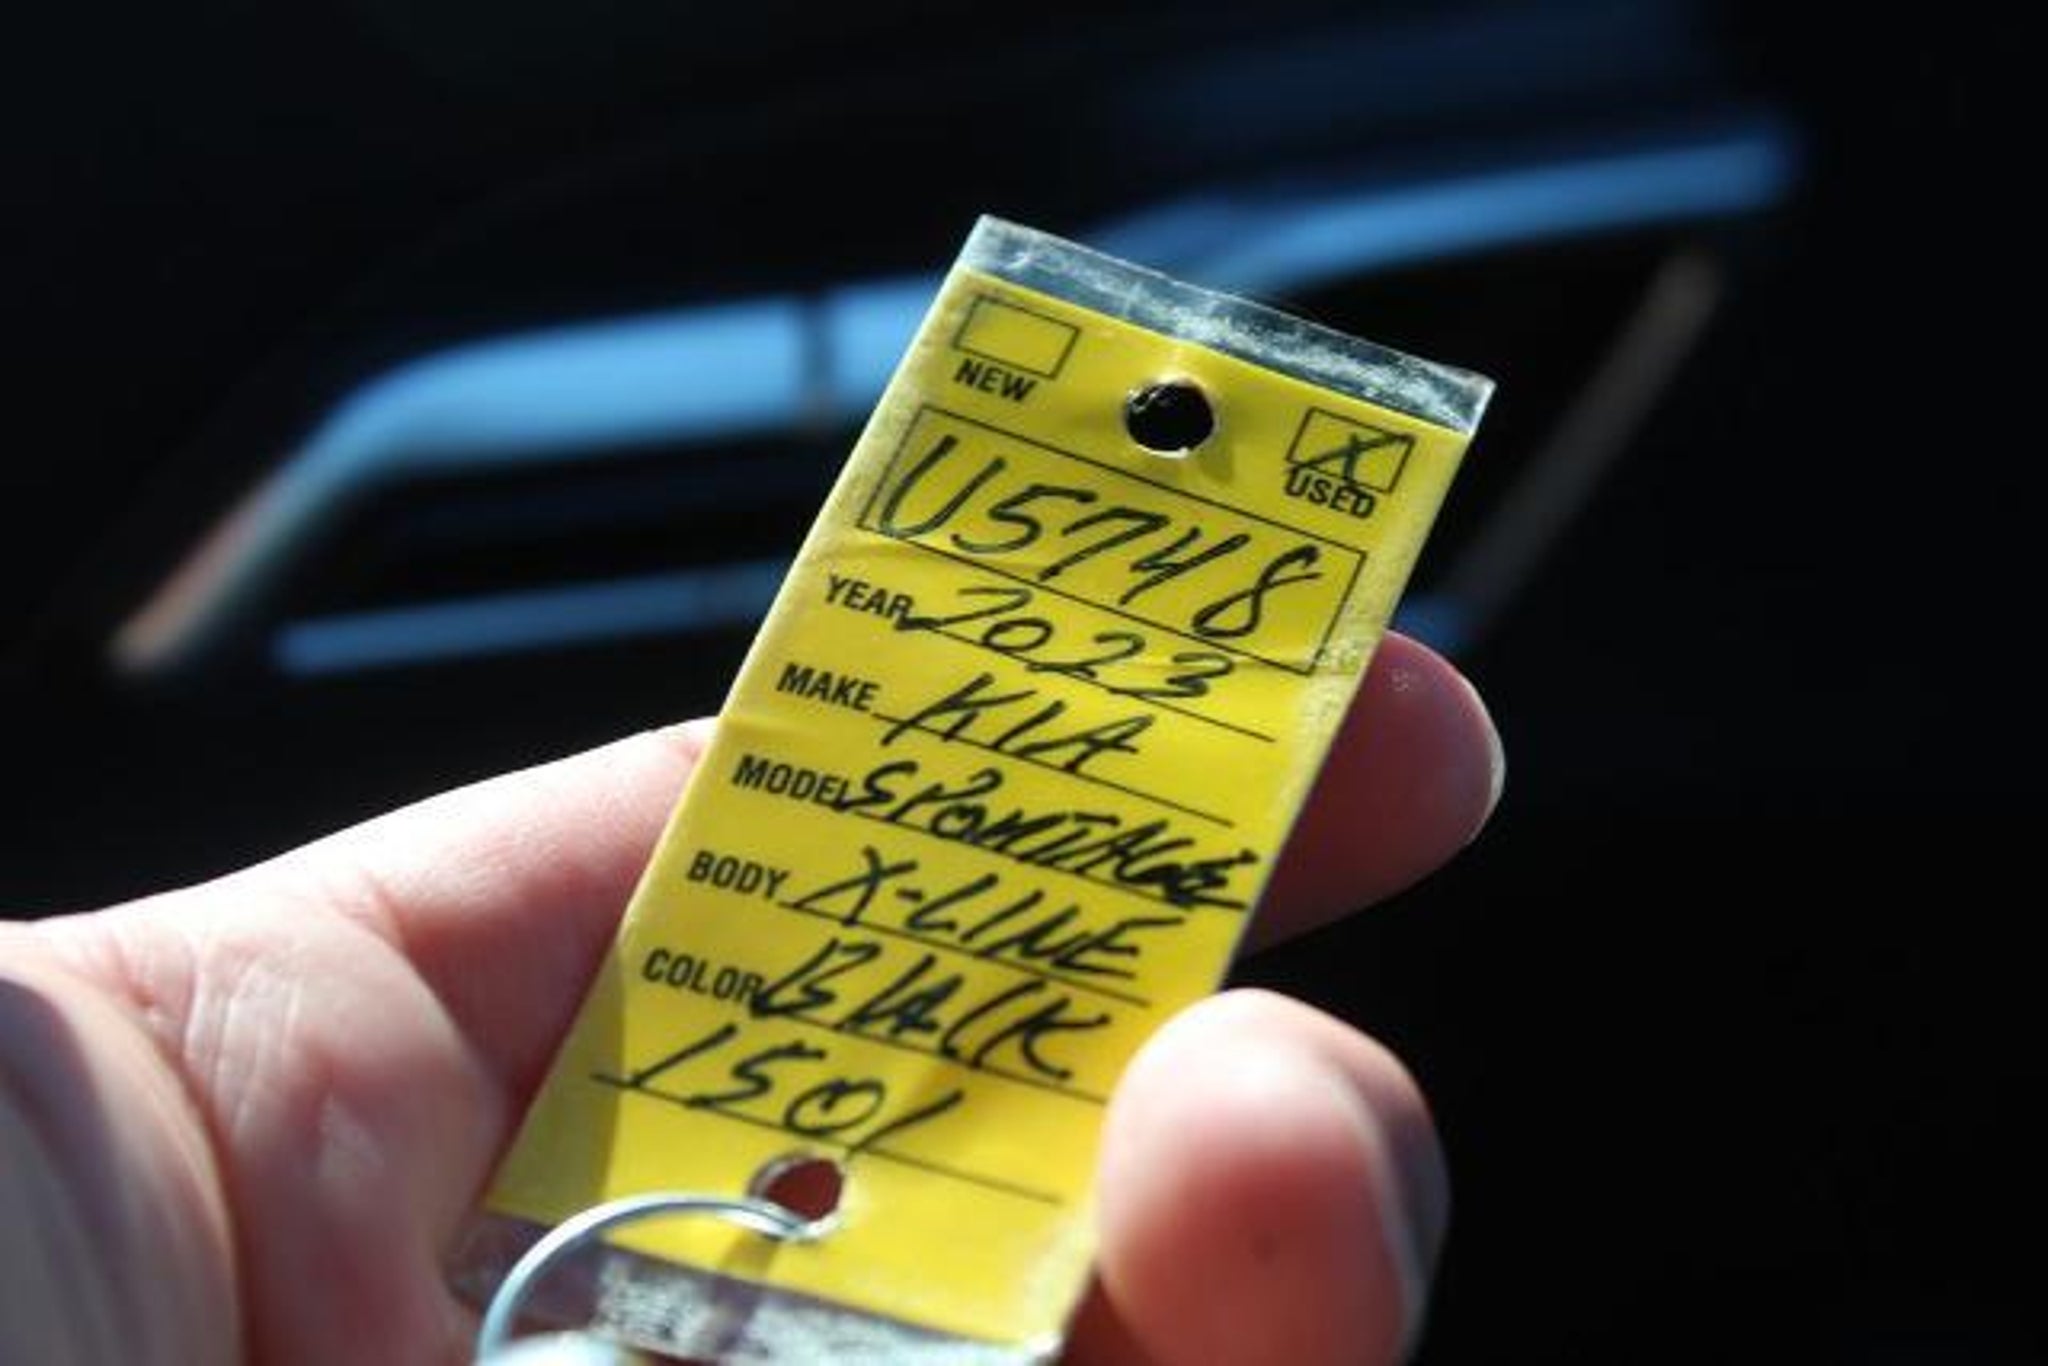 NEW
USED
U5748
YEAR 2023
MAKE KIA
MODEL SPORTAGE
BODY X-LINE
COLOR BLACK
1501